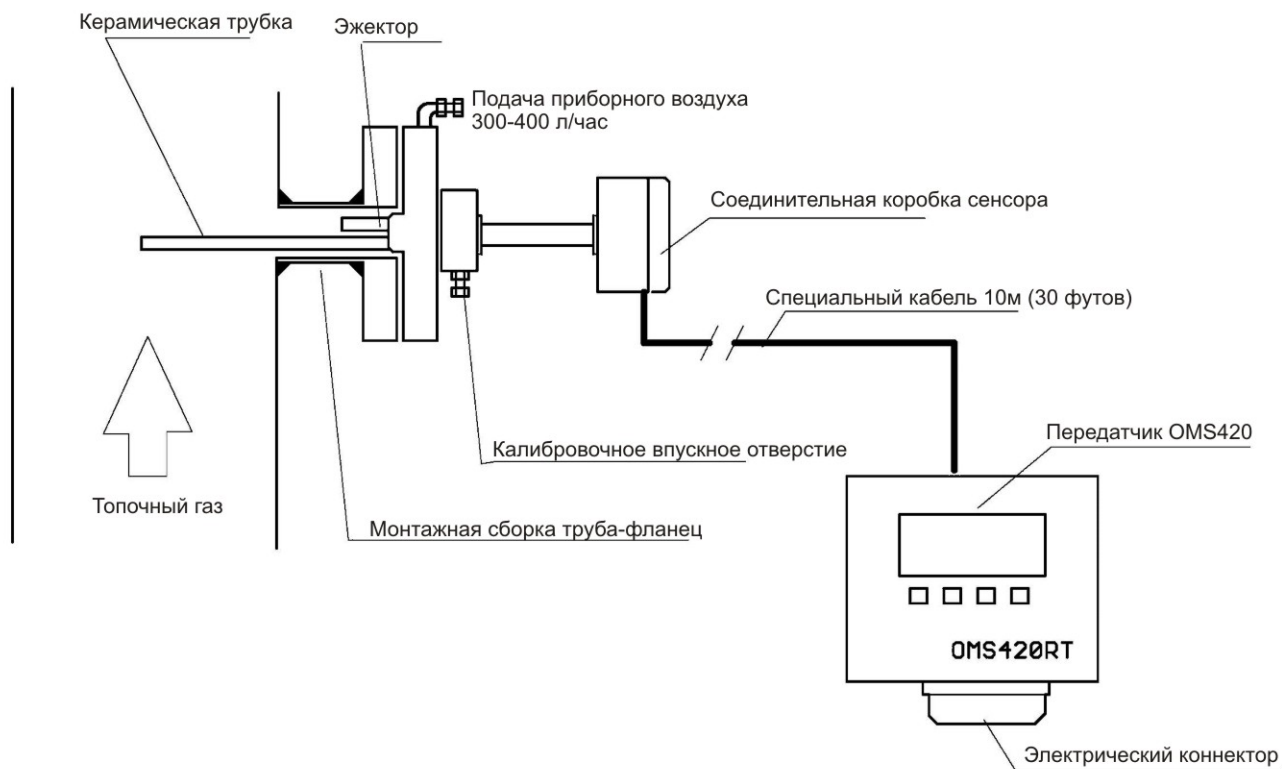 Керамическая трубка
Эжектор
Подача приборного воздуха
300-400 л/час
Соединительная коробка сенсора
Специальный кабель 10м (30 футов)
Калибровочное впускное отверстие
Передатчик OMS420
Топочный газ
Монтажная сборка труба-фланец
OMS420RT
Электрический коннектор